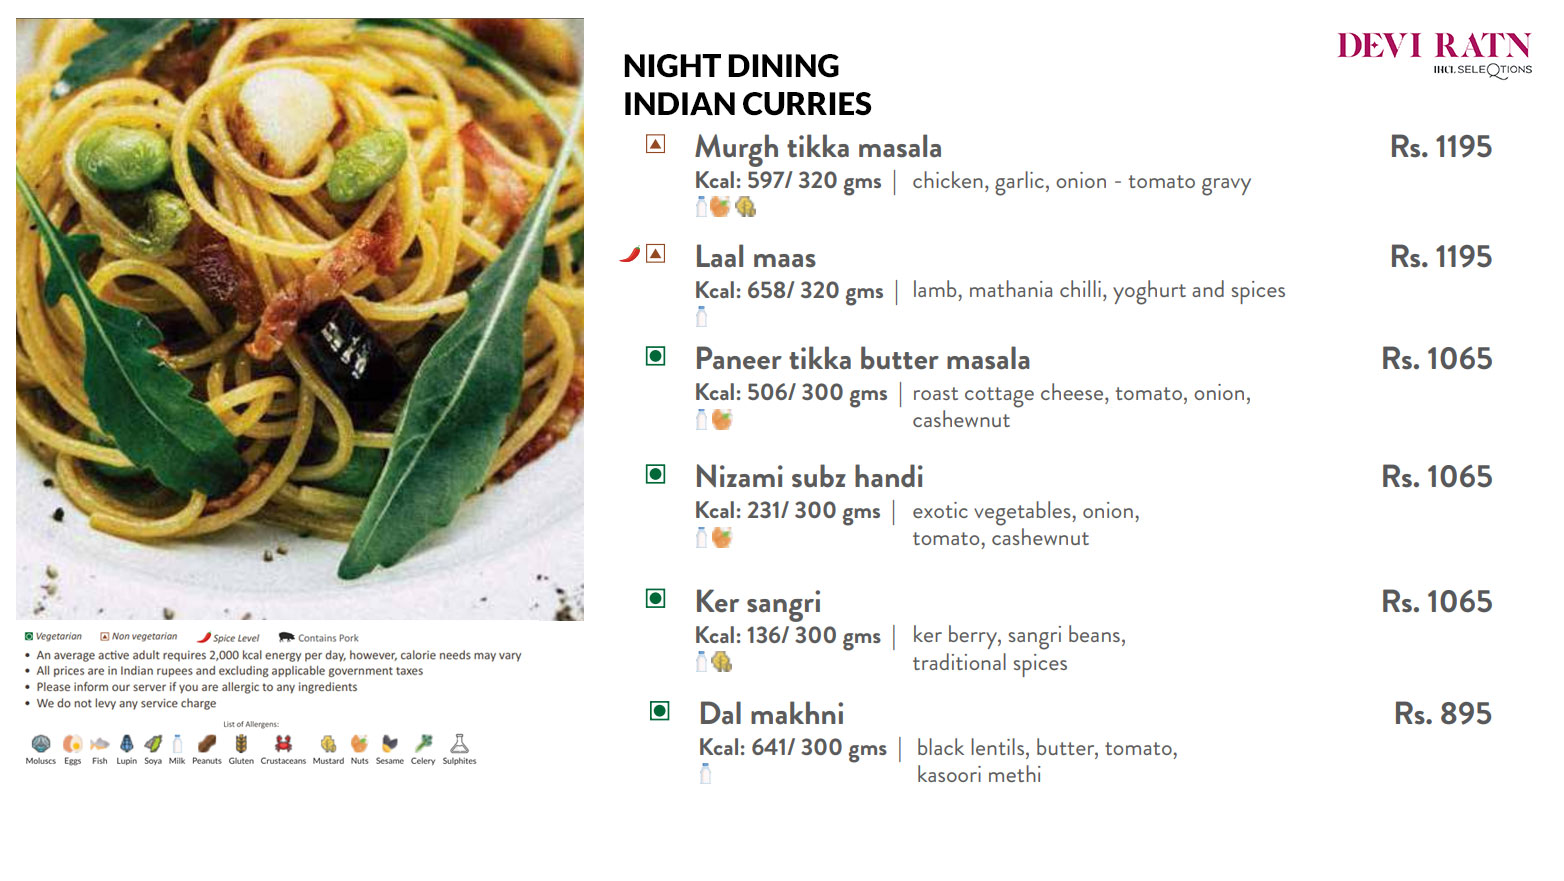 DEVI RATN
IHCL SELEQTIONS
NIGHT DINING
INDIAN CURRIES
Murgh tikka masala Rs. 1195
Kcal: 597/ 320 gms | chicken, garlic, onion - tomato gravy
Laal maas Rs. 1195
Kcal: 658/ 320 gms | lamb, mathania chilli, yoghurt and spices
Paneer tikka butter masala Rs. 1065
Kcal: 506/ 300 gms | roast cottage cheese, tomato, onion,
cashewnut
Nizami subz handi Rs. 1065
Kcal: 231/ 300 gms | exotic vegetables, onion,
tomato, cashewnut
Ker sangri Rs. 1065
Kcal: 136/ 300 gms | ker berry, sangri beans,
traditional spices
Dal makhni Rs. 895
Kcal: 641/ 300 gms | black lentils, butter, tomato,
kasoori methi
Vegetarian Non vegetarian Spice Level Contains Pork
• An average active adult requires 2,000 kcal energy per day, however, calorie needs may vary
• All prices are in Indian rupees and excluding applicable government taxes
• Please inform our server if you are allergic to any ingredients
• We do not levy any service charge
List of Allergens:
Moluscs Eggs Fish Lupin Soya Milk Peanuts Gluten Crustaceans Mustard Nuts Sesame Celery Sulphites